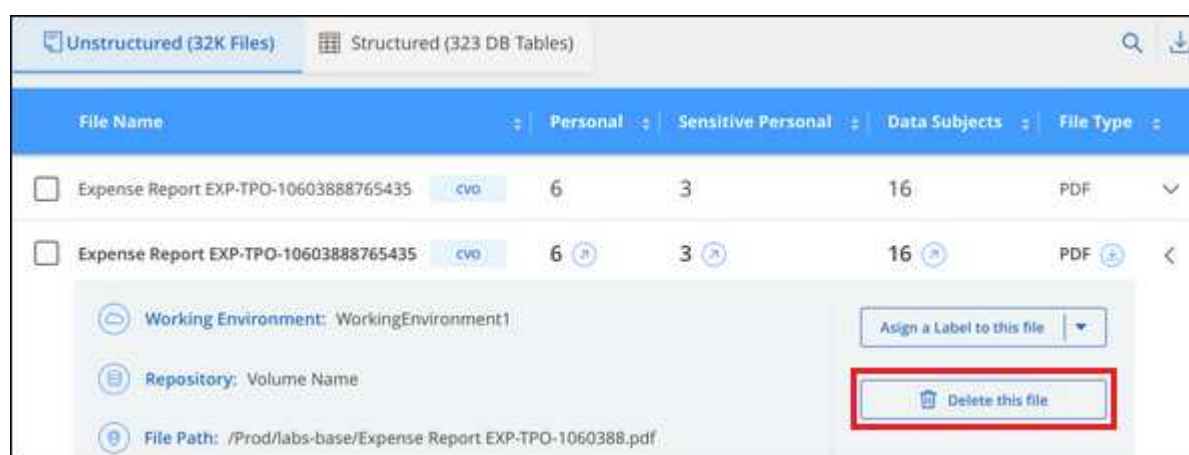 Unstructured (32K Files) Structured (323 DB Tables)
File Name Personal Sensitive Personal Data Subjects File Type
Expense Report EXP-TPO-10603888765435 CVO 6 3 16 PDF
Expense Report EXP-TPO-10603888765435 CVO 6 3 16 PDF
Working Environment: WorkingEnvironment1
Asign a Label to this file
Repository: Volume Name
Delete this file
File Path: /Prod/labs-base/Expense Report EXP-TPO-1060388.pdf